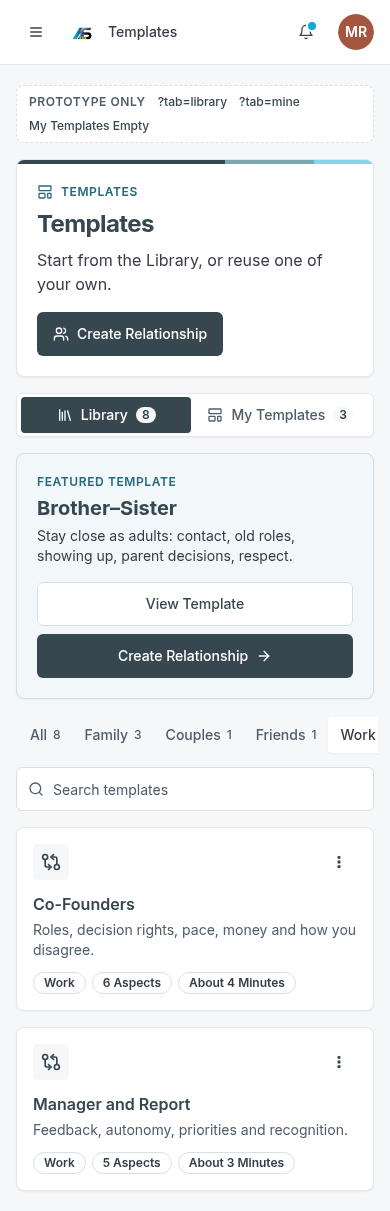 Templates
MR
PROTOTYPE ONLY ?tab=library ?tab=mine
My Templates Empty
TEMPLATES
Templates
Start from the Library, or reuse one of
your own.
Create Relationship
Library 8
My Templates 3
FEATURED TEMPLATE
Brother–Sister
Stay close as adults: contact, old roles,
showing up, parent decisions, respect.
View Template
Create Relationship
All 8 Family 3 Couples 1 Friends 1 Work
Search templates
Co-Founders
Roles, decision rights, pace, money and how you
disagree.
Work 6 Aspects About 4 Minutes
Manager and Report
Feedback, autonomy, priorities and recognition.
Work 5 Aspects About 3 Minutes